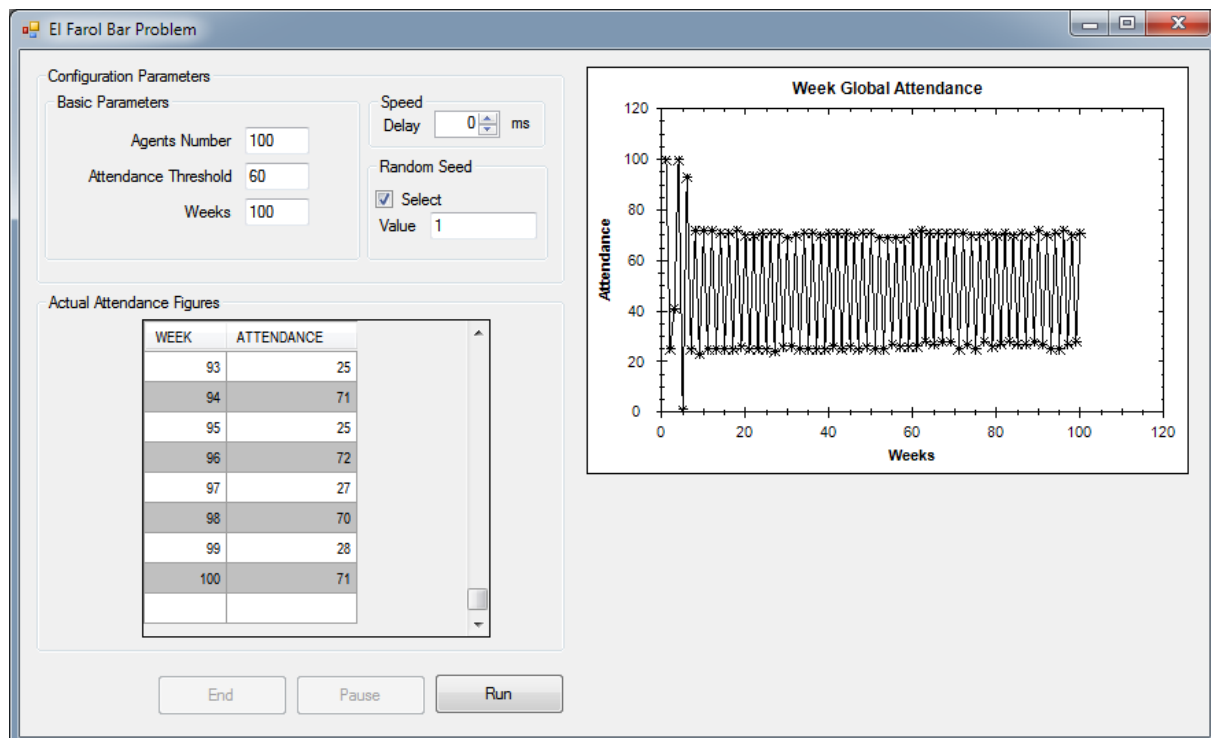 El Farol Bar Problem
Configuration Parameters
Basic Parameters
Agents Number 100
Attendance Threshold 60
Weeks 100
Speed
Delay 0 ms
Random Seed
Select
Value 1
Actual Attendance Figures
WEEK ATTENDANCE
93 25
94 71
95 25
96 72
97 27
98 70
99 28
100 71
End Pause Run
Week Global Attendance
Attendance
120
100
80
60
40
20
0
0 20 40 60 80 100 120
Weeks